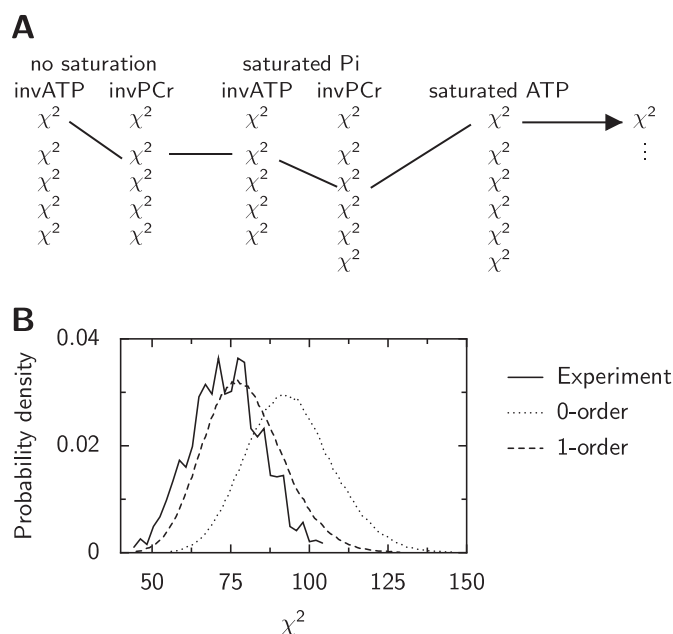 A
no saturation saturated Pi
invATP invPCr invATP invPCr saturated ATP
χ² χ² χ² χ² χ² χ²
χ² χ² χ² χ² χ² ⋮
χ² χ² χ² χ² χ²
χ² χ² χ² χ² χ²
χ² χ² χ² χ² χ²
χ² χ²
B
Probability density
0.04
0.02
0
50 75 100 125 150
χ²
Experiment
0-order
1-order